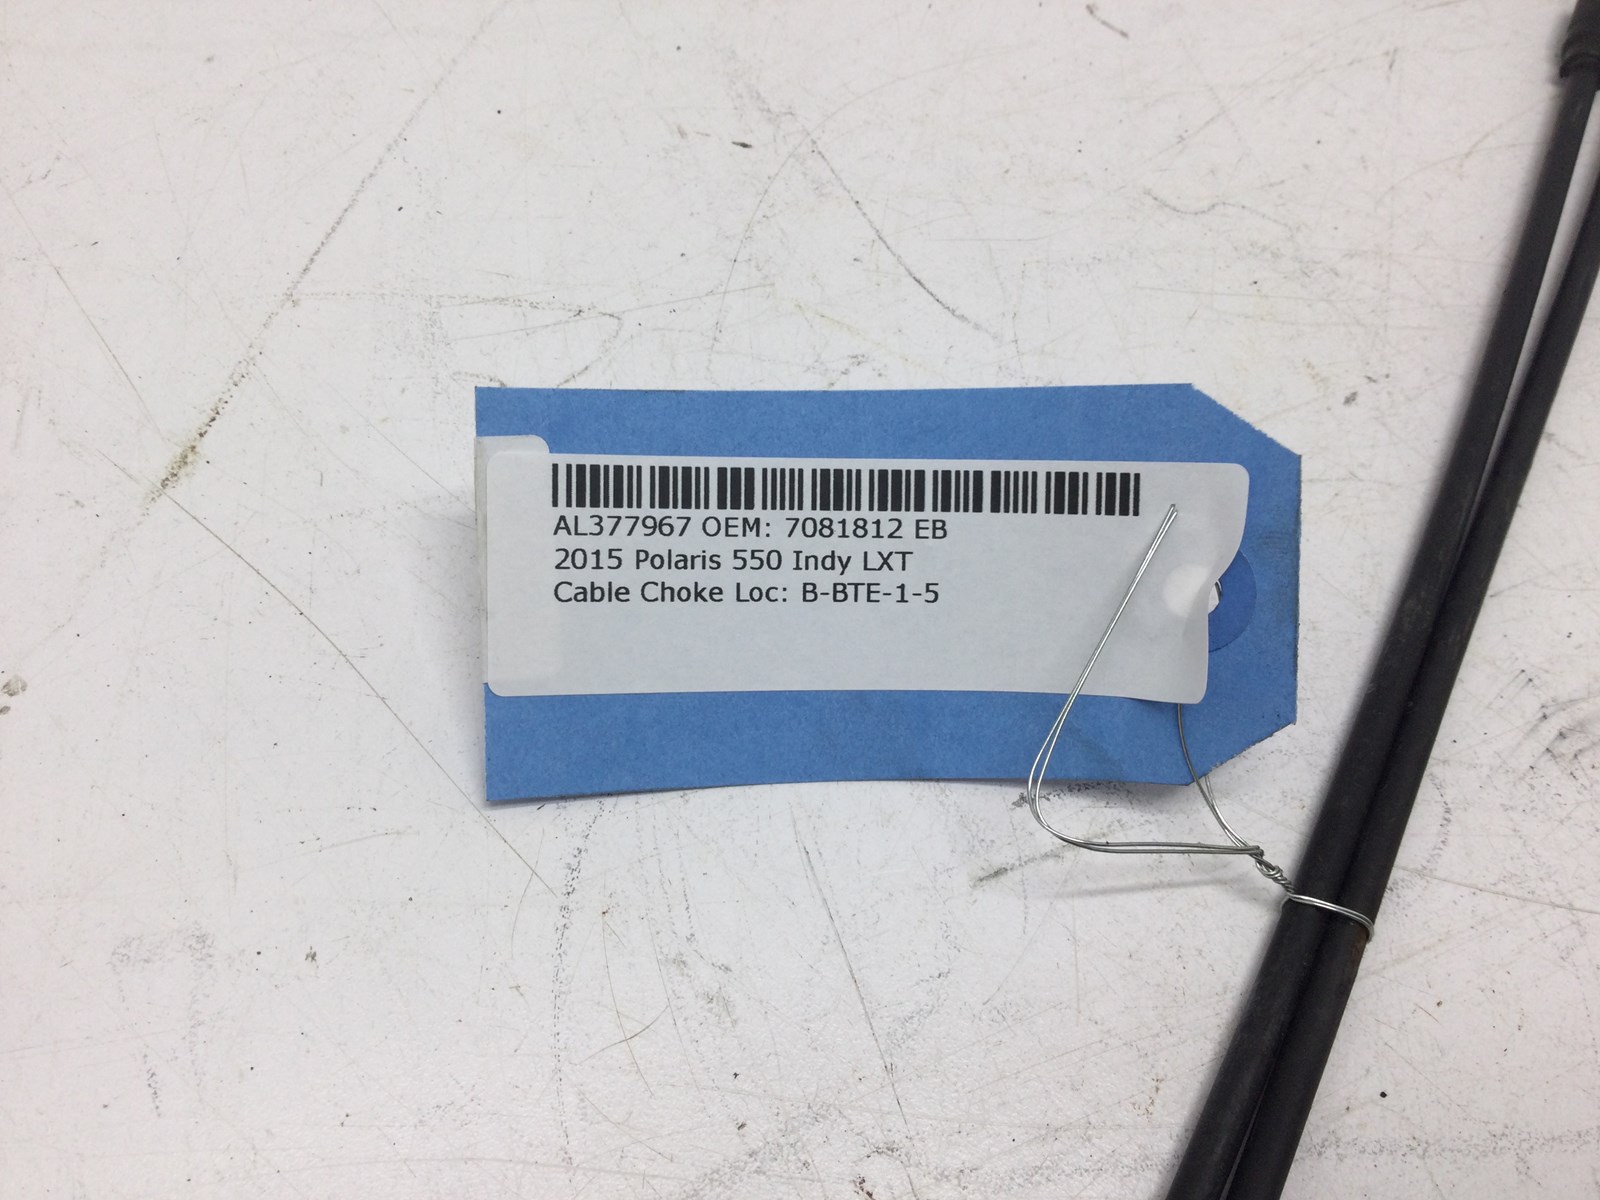 AL377967 OEM: 7081812 EB
2015 Polaris 550 Indy LXT
Cable Choke Loc: B-BTE-1-5